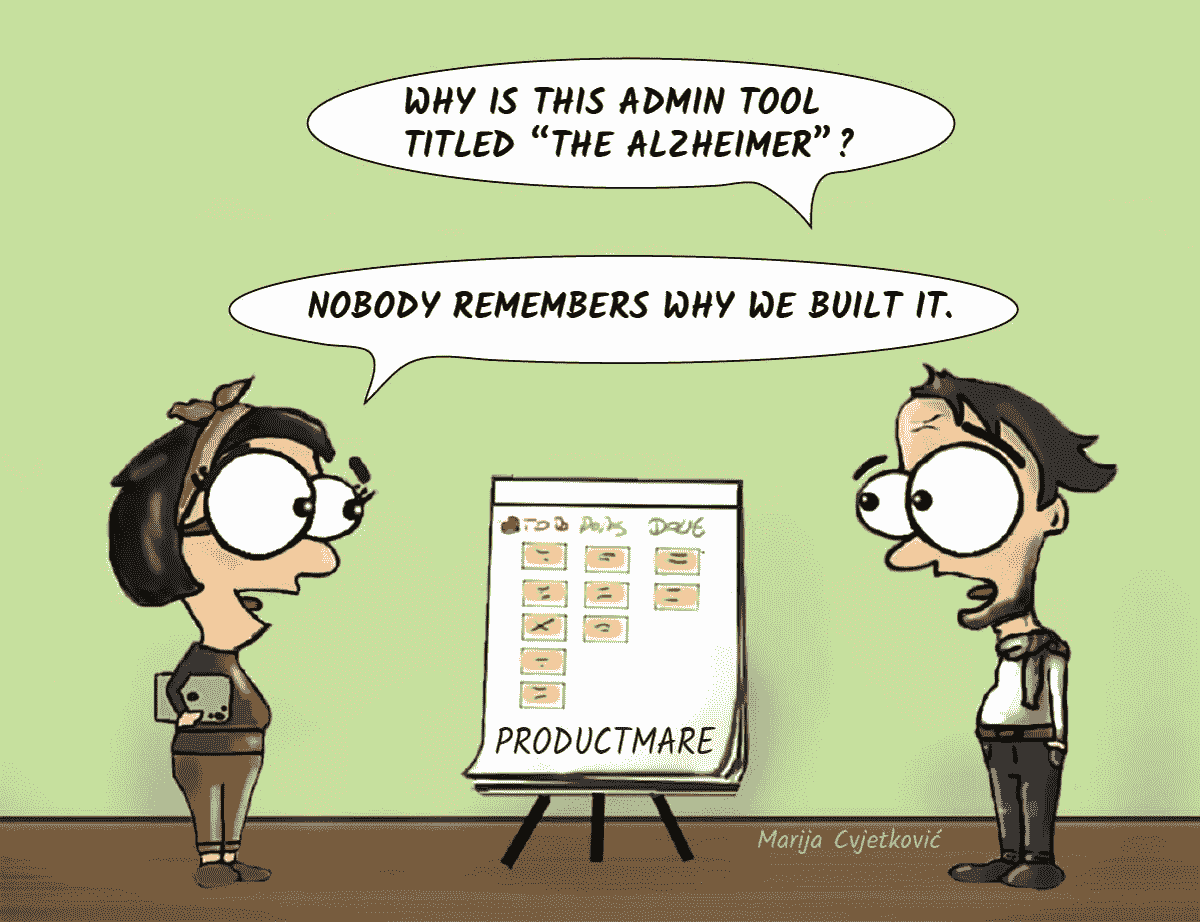 WHY IS THIS ADMIN TOOL
TITLED “THE ALZHEIMER”?
NOBODY REMEMBERS WHY WE BUILT IT.
PRODUCTMARE
Marija Cvjetković